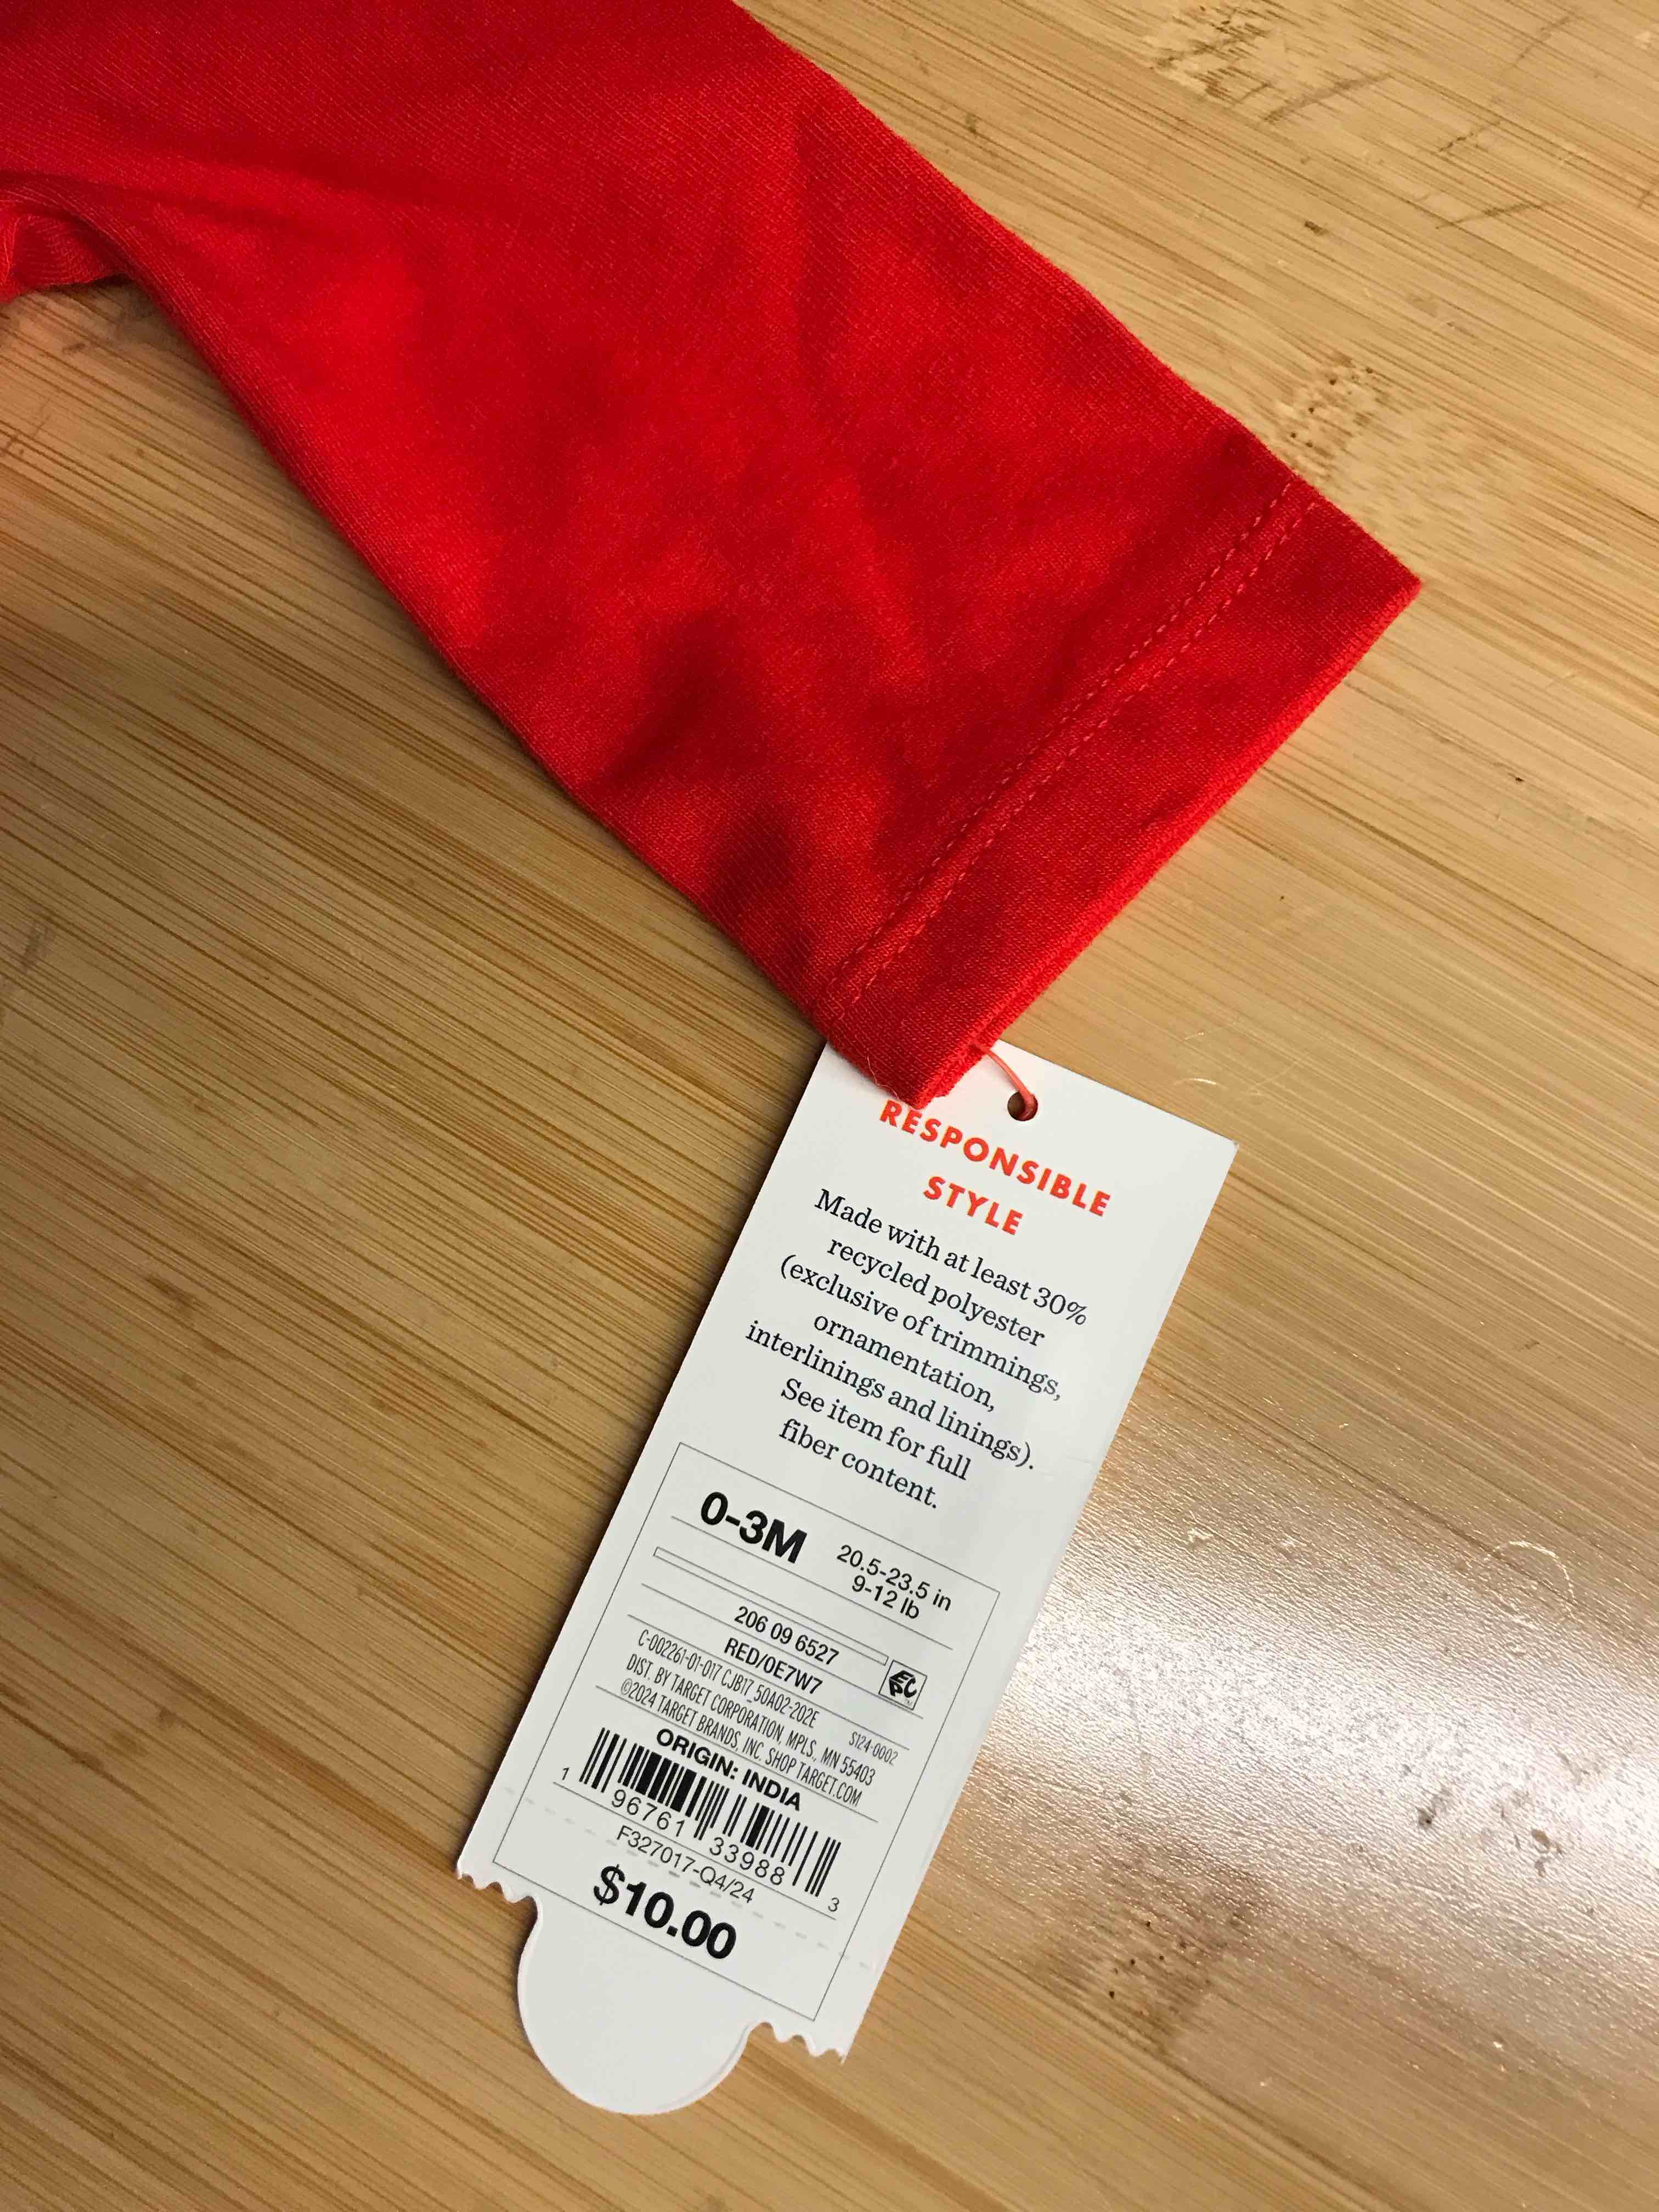 RESPONSIBLE
STYLE
Made with at least 30%
recycled polyester
(exclusive of trimmings,
ornamentation,
interlinings and linings).
See item for full
fiber content.
0-3M
20.5-23.5 in
9-12 lb
206 09 6527
RED/0E7W7
EPC
C-002261-01-017 CJB17_50A02-202E S124-0002
DIST. BY TARGET CORPORATION, MPLS., MN 55403
©2024 TARGET BRANDS, INC. SHOP TARGET.COM
ORIGIN: INDIA
1 96761 33988 3
F327017-Q4/24
$10.00